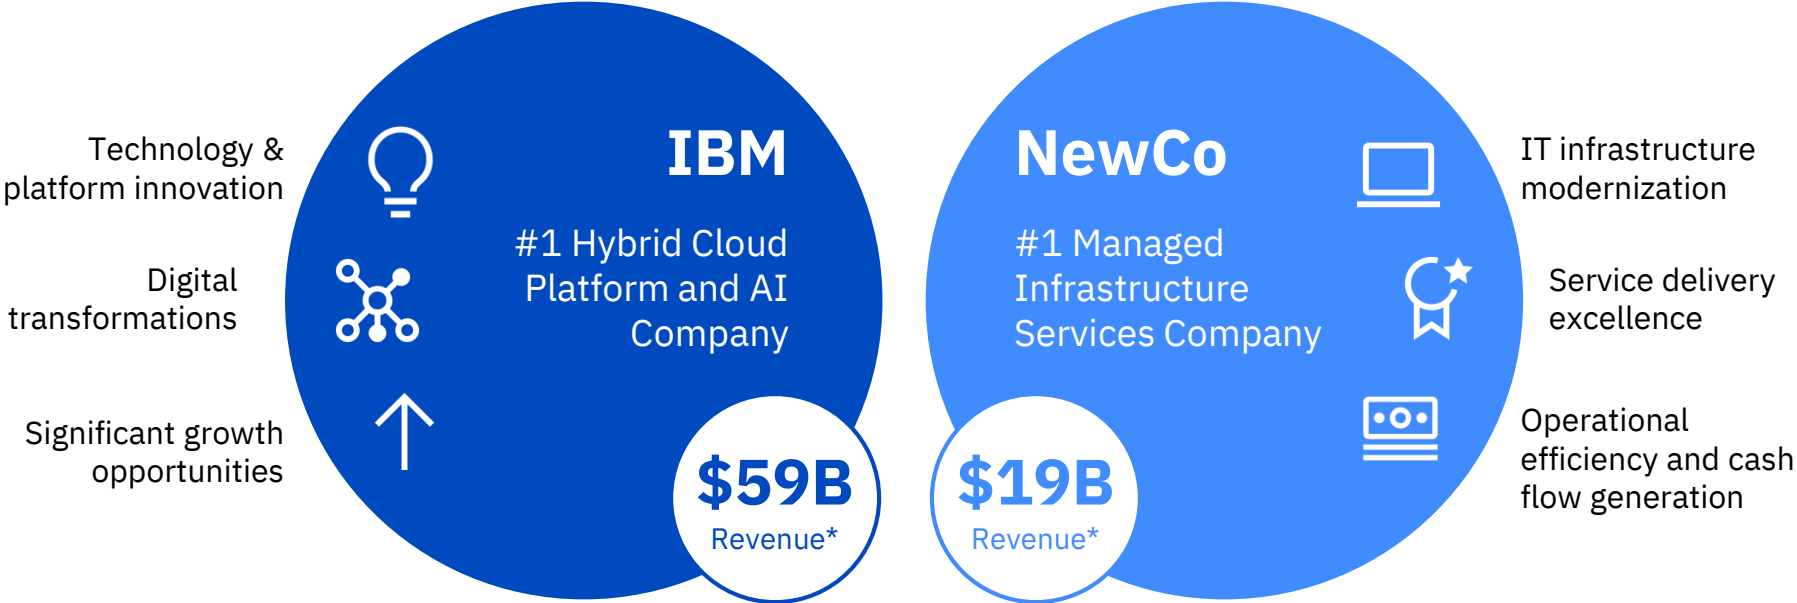 Technology &
platform innovation
Digital
transformations
Significant growth
opportunities
IBM
#1 Hybrid Cloud
Platform and AI
Company
$59B
Revenue*
NewCo
#1 Managed
Infrastructure
Services Company
$19B
Revenue*
IT infrastructure
modernization
Service delivery
excellence
Operational
efficiency and cash
flow generation